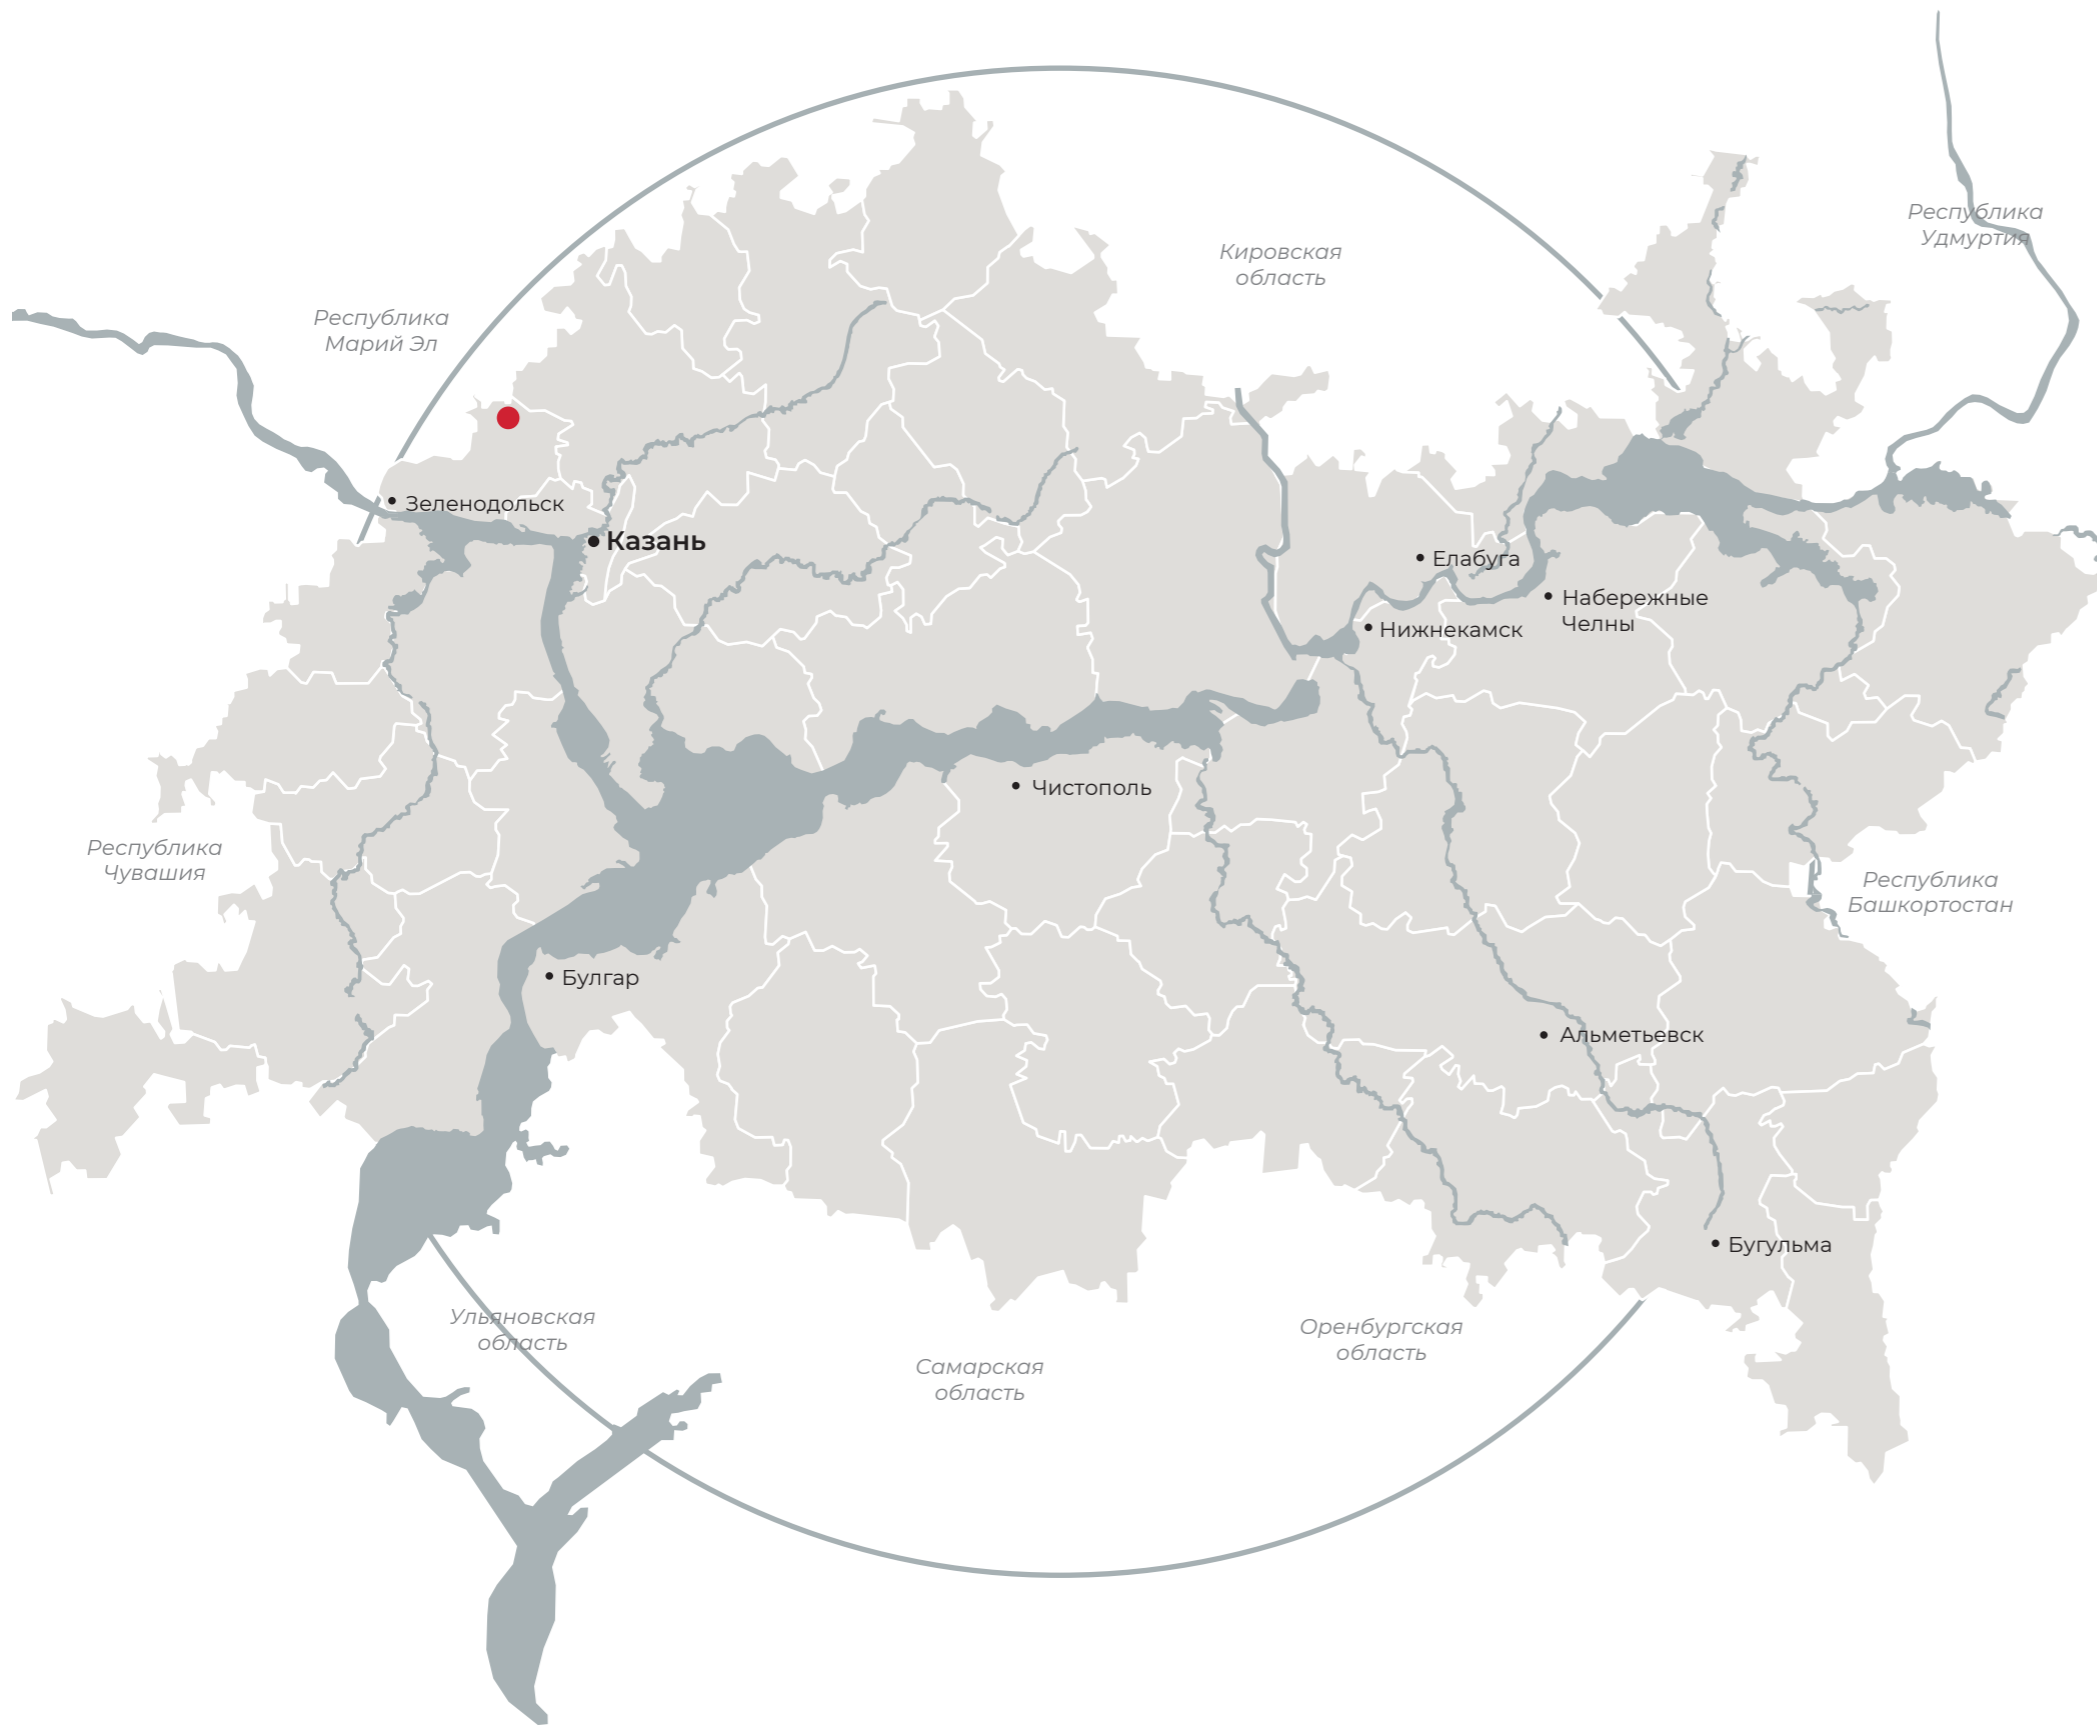 Республика
Удмуртия
Кировская
область
Республика
Марий Эл
Зеленодольск
Казань
Елабуга
Набережные
Челны
Нижнекамск
Чистополь
Республика
Чувашия
Республика
Башкортостан
Булгар
Альметьевск
Бугульма
Ульяновская
область
Оренбургская
область
Самарская
область